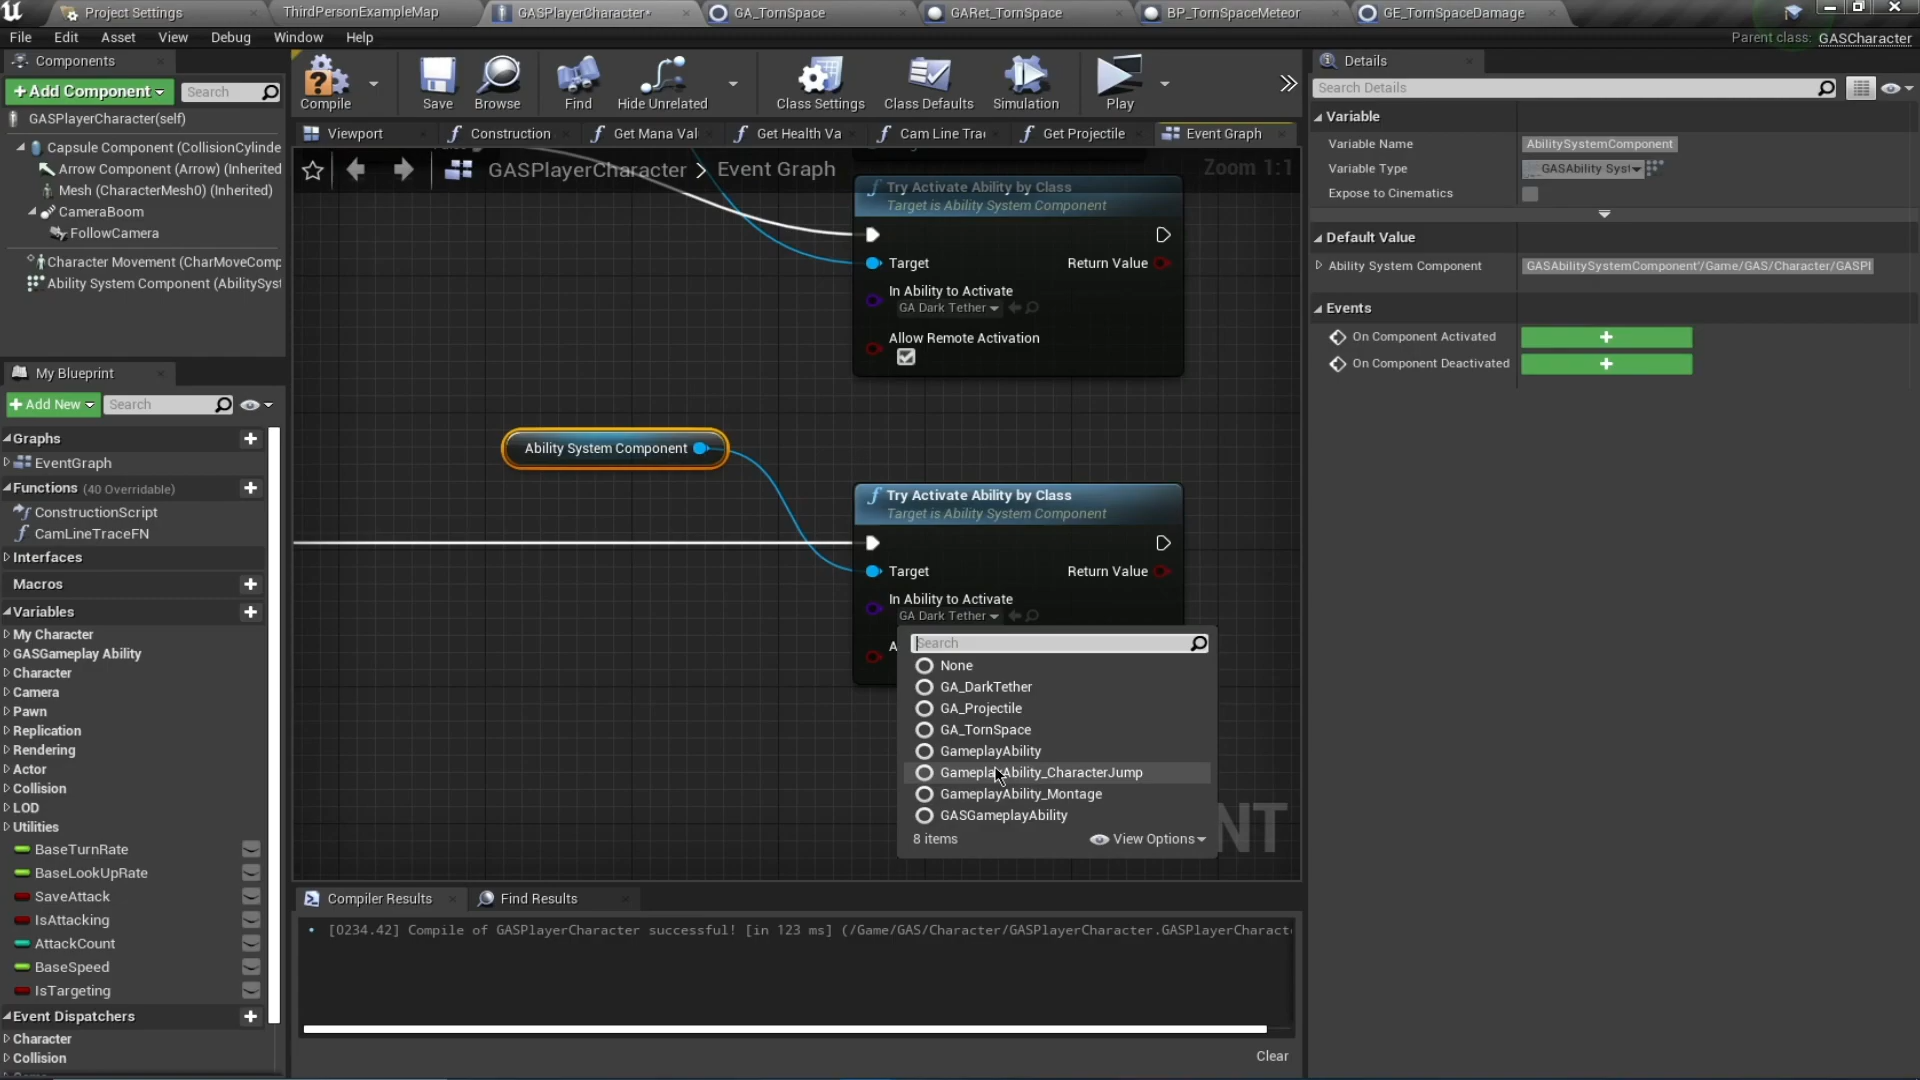 Project Settings
ThirdPersonExampleMap
GASPlayerCharacter*
GA_TornSpace
GARet_TornSpace
BP_TornSpaceMeteor
GE_TornSpaceDamage
File Edit Asset View Debug Window Help
Parent class: GASCharacter
Components
+Add Component
Search
GASPlayerCharacter(self)
Capsule Component (CollisionCylinde
Arrow Component (Arrow) (Inherited
Mesh (CharacterMesh0) (Inherited)
CameraBoom
FollowCamera
Character Movement (CharMoveComp
Ability System Component (AbilitySyst
My Blueprint
+Add New
Search
Graphs
EventGraph
Functions (40 Overridable)
ConstructionScript
CamLineTraceFN
Interfaces
Macros
Variables
My Character
GASGameplay Ability
Character
Camera
Pawn
Replication
Rendering
Actor
Collision
LOD
Utilities
BaseTurnRate
BaseLookUpRate
SaveAttack
IsAttacking
AttackCount
BaseSpeed
IsTargeting
Event Dispatchers
Character
Collision
Compile
Save
Browse
Find
Hide Unrelated
Class Settings
Class Defaults
Simulation
Play
Viewport
Construction
Get Mana Val
Get Health Va
Cam Line Trac
Get Projectile
Event Graph
GASPlayerCharacter > Event Graph
Zoom 1:1
Try Activate Ability by Class
Target is Ability System Component
Target
Return Value
In Ability to Activate
GA Dark Tether
Allow Remote Activation
Ability System Component
Try Activate Ability by Class
Target is Ability System Component
Target
Return Value
In Ability to Activate
GA Dark Tether
A
Search
None
GA_DarkTether
GA_Projectile
GA_TornSpace
GameplayAbility
GameplayAbility_CharacterJump
GameplayAbility_Montage
GASGameplayAbility
8 items
View Options
NT
Compiler Results
Find Results
• [0234.42] Compile of GASPlayerCharacter successful! [in 123 ms] (/Game/GAS/Character/GASPlayerCharacter.GASPlayerCharact
Clear
Details
Search Details
Variable
Variable Name
AbilitySystemComponent
Variable Type
GASAbility Syst
Expose to Cinematics
Default Value
Ability System Component
GASAbilitySystemComponent'/Game/GAS/Character/GASPl
Events
On Component Activated
+
On Component Deactivated
+